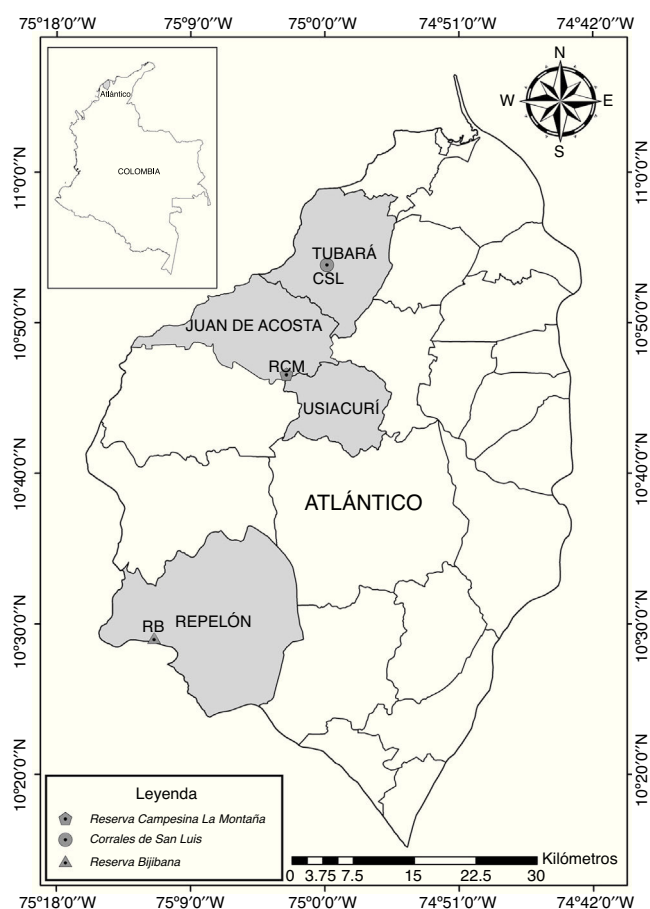 75°18'0"W 75°9'0"W 75°0'0"W 74°51'0"W 74°42'0"W
N
W E
S
Atlántico
COLOMBIA
11°0'0"N 11°0'0"N
TUBARÁ
CSL
10°50'0"N 10°50'0"N
JUAN DE ACOSTA
RCM
USIACURÍ
10°40'0"N 10°40'0"N
ATLÁNTICO
10°30'0"N 10°30'0"N
RB REPELÓN
10°20'0"N 10°20'0"N
Leyenda
Reserva Campesina La Montaña
Corrales de San Luis
Reserva Bijibana
Kilómetros
0 3.75 7.5 15 22.5 30
75°18'0"W 75°9'0"W 75°0'0"W 74°51'0"W 74°42'0"W